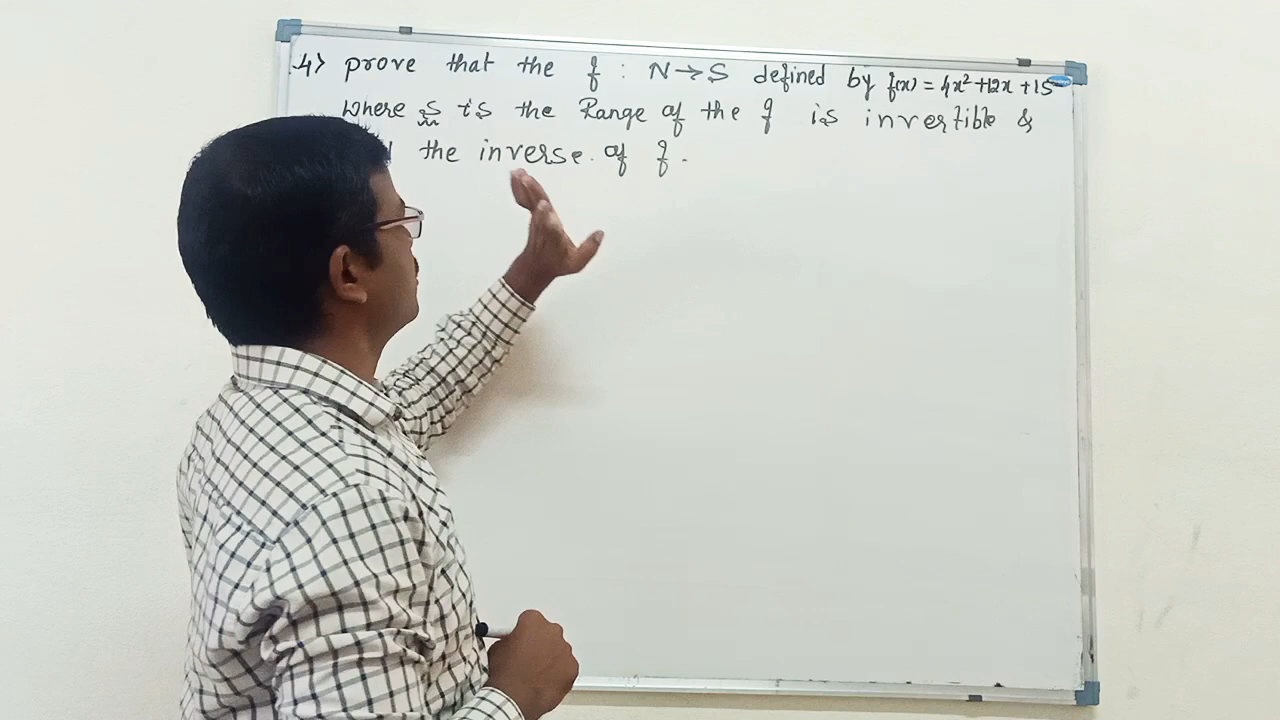 4) prove that the f : N→S defined by f(x) = 4x² +12x +15
where S is the Range of the f is invertible &
the inverse of f.